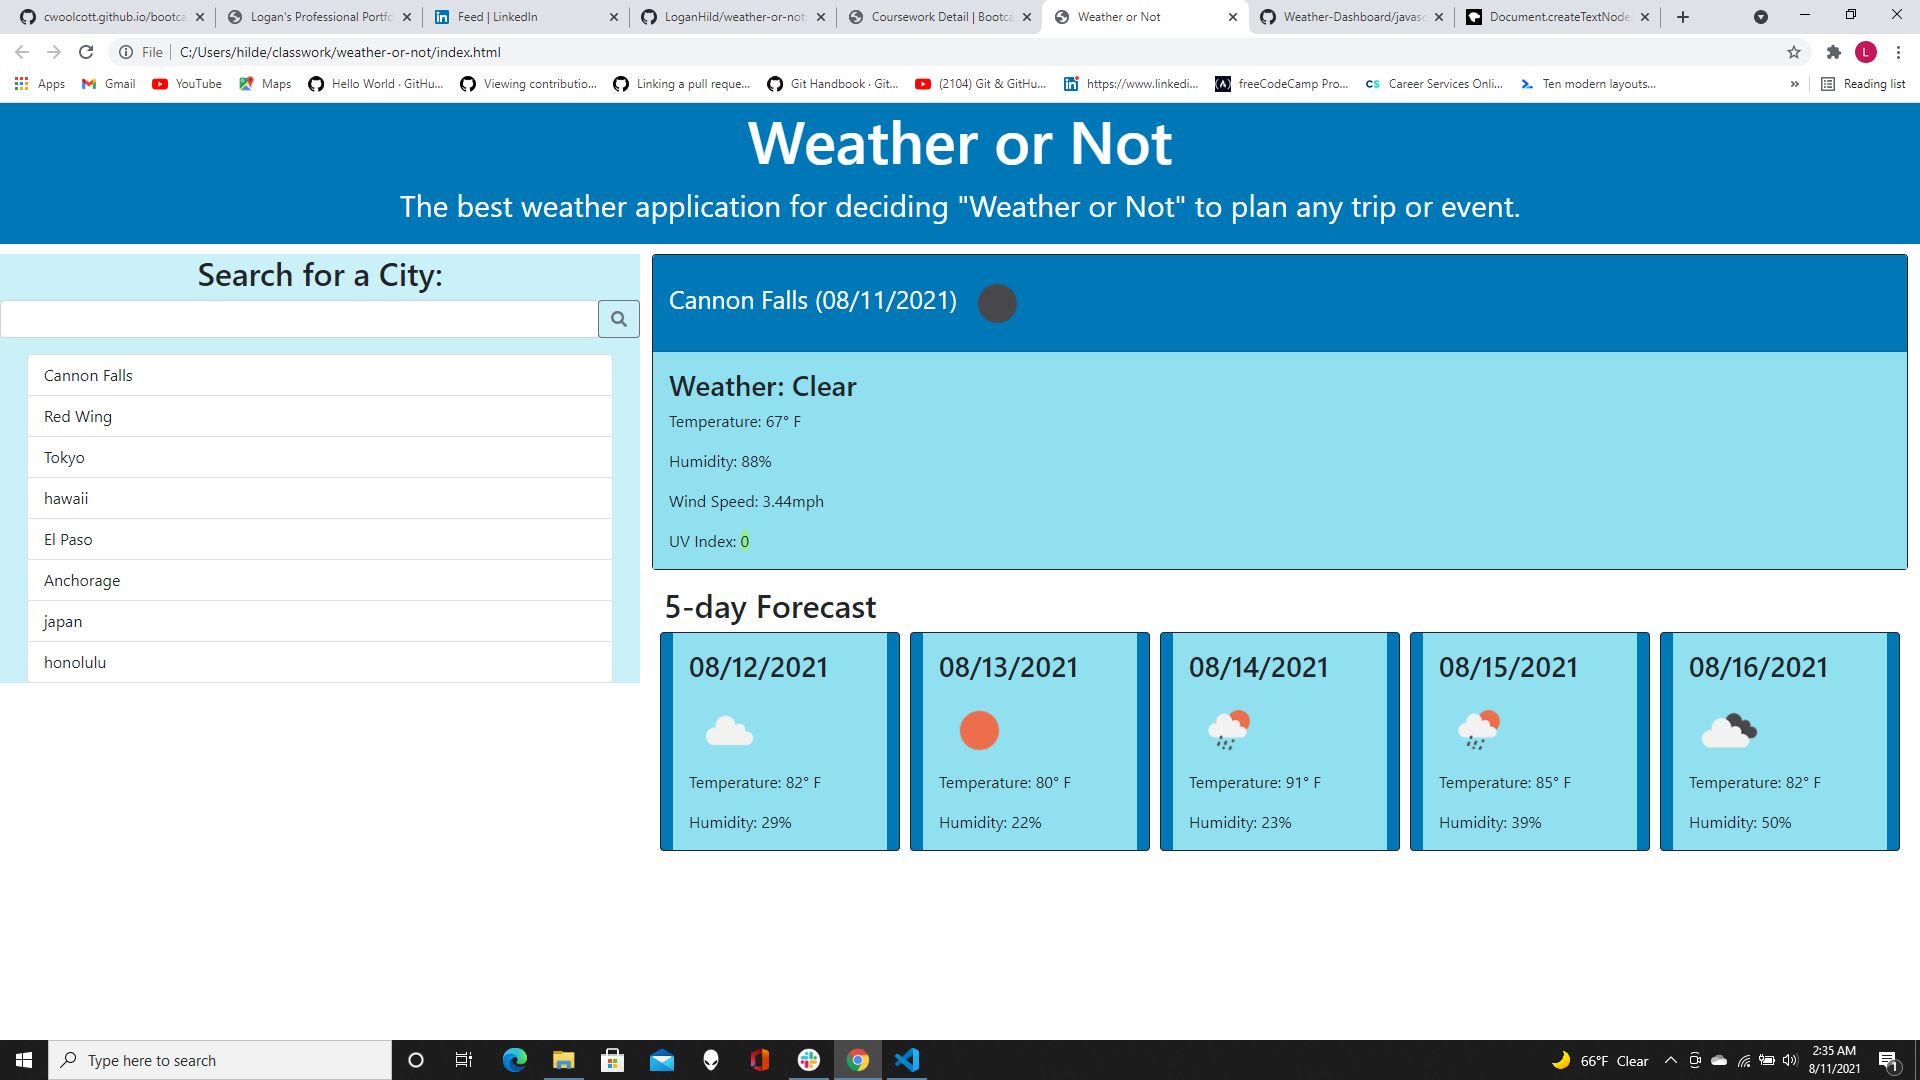 cwoolcott.github.io/bootca
Logan's Professional Portfo
Feed | LinkedIn
LoganHild/weather-or-not
Coursework Detail | Bootca
Weather or Not
Weather-Dashboard/javasc
Document.createTextNode
File
C:/Users/hilde/classwork/weather-or-not/index.html
L
Apps
Gmail
YouTube
Maps
Hello World · GitHu...
Viewing contributio...
Linking a pull reque...
Git Handbook · Git...
(2104) Git & GitHu...
https://www.linkedi...
freeCodeCamp Pro...
CS Career Services Onli...
Ten modern layouts...
»
Reading list
Weather or Not
The best weather application for deciding "Weather or Not" to plan any trip or event.
Search for a City:
Cannon Falls
Red Wing
Tokyo
hawaii
El Paso
Anchorage
japan
honolulu
Cannon Falls (08/11/2021)
Weather: Clear
Temperature: 67° F
Humidity: 88%
Wind Speed: 3.44mph
UV Index: 0
5-day Forecast
08/12/2021
Temperature: 82° F
Humidity: 29%
08/13/2021
Temperature: 80° F
Humidity: 22%
08/14/2021
Temperature: 91° F
Humidity: 23%
08/15/2021
Temperature: 85° F
Humidity: 39%
08/16/2021
Temperature: 82° F
Humidity: 50%
Type here to search
66°F Clear
2:35 AM
8/11/2021
1